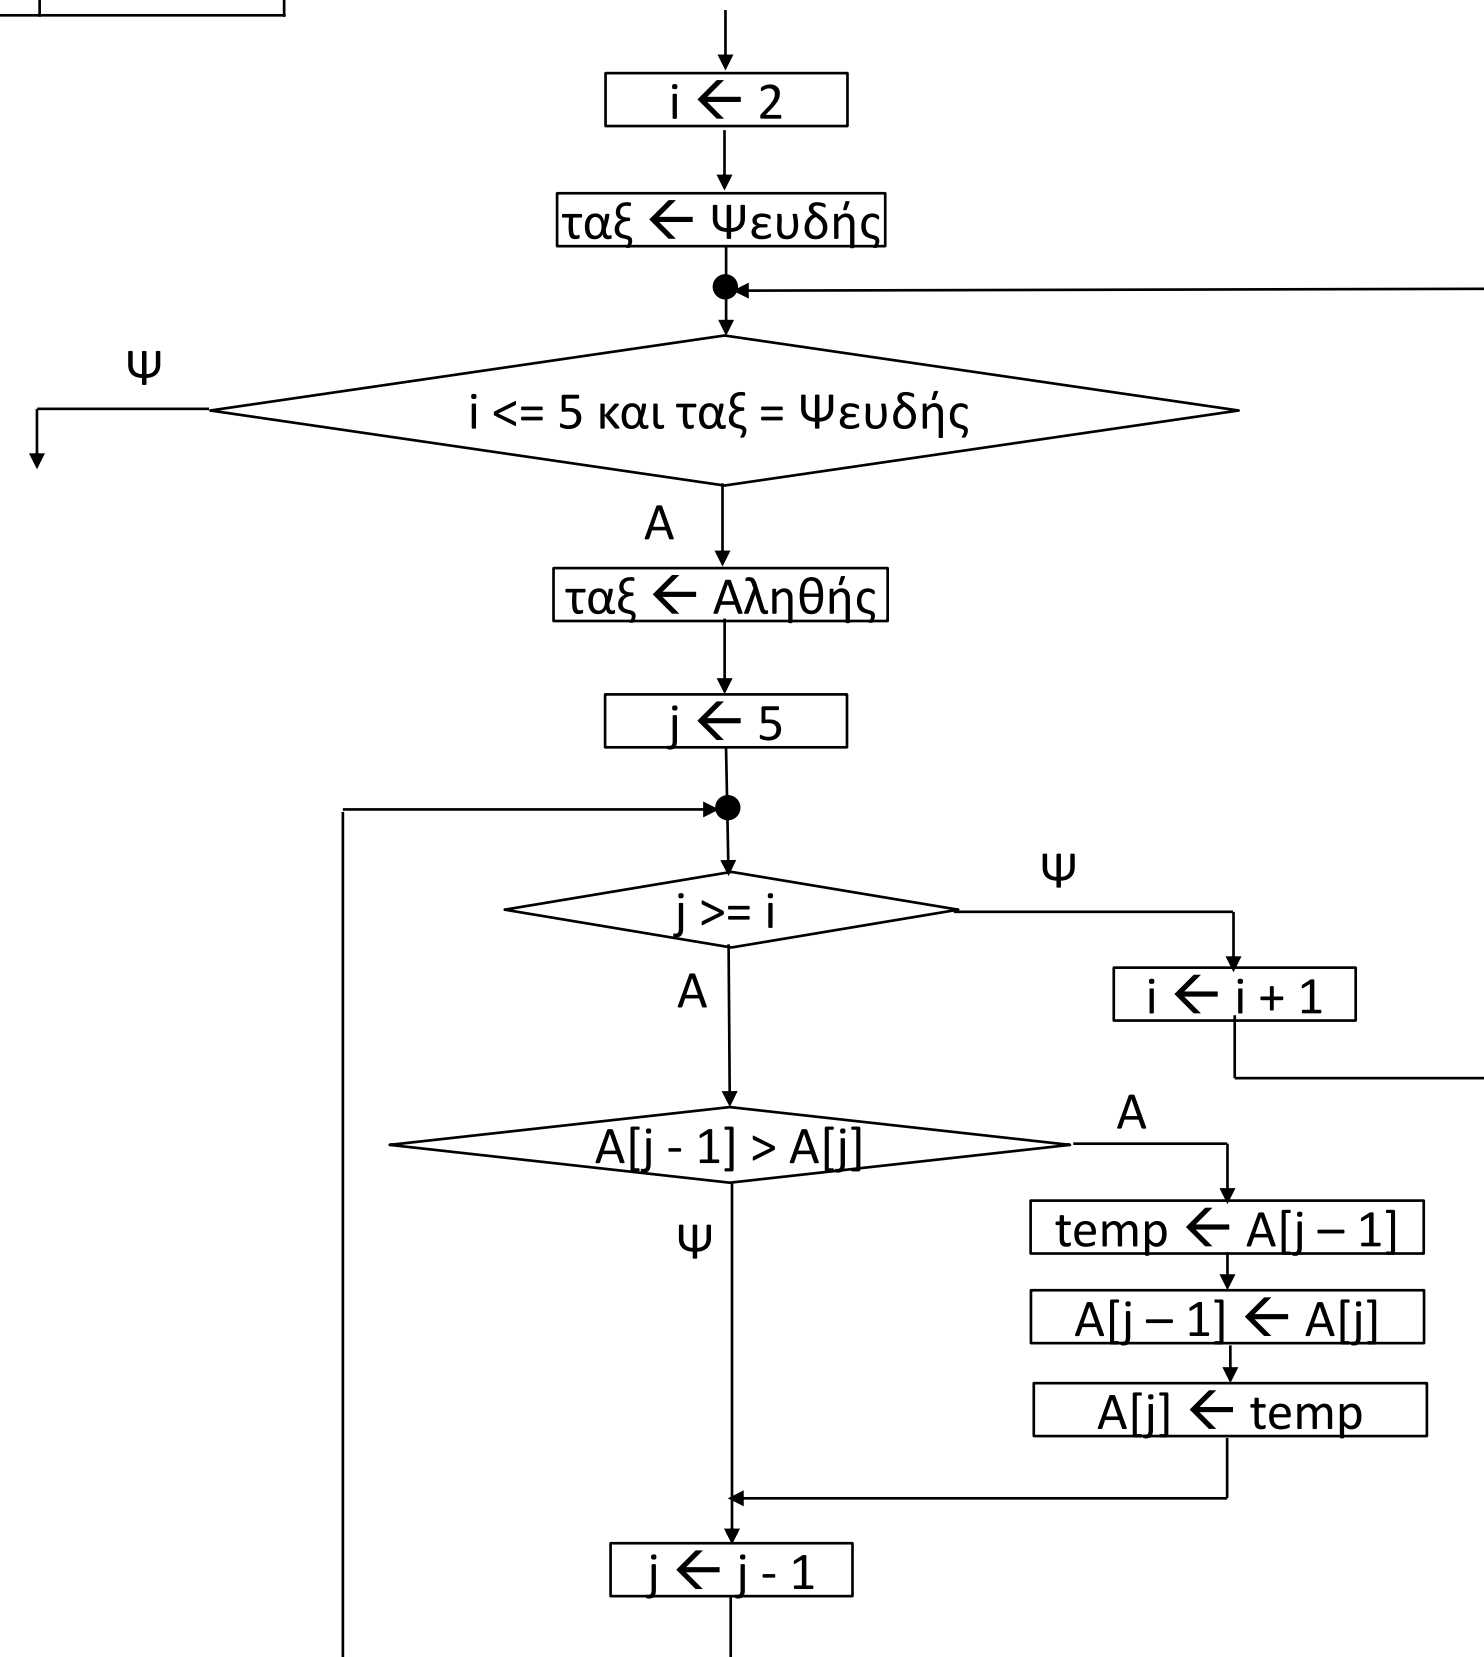 i 🡨 2
ταξ 🡨 Ψευδής
Ψ
i <= 5 και ταξ = Ψευδής
Α
ταξ 🡨 Αληθής
j 🡨 5
Ψ
j >= i
Α
i 🡨 i + 1
Α
A[j - 1] > A[j]
temp 🡨 A[j – 1]
Ψ
A[j – 1] 🡨 A[j]
A[j] 🡨 temp
j 🡨 j - 1